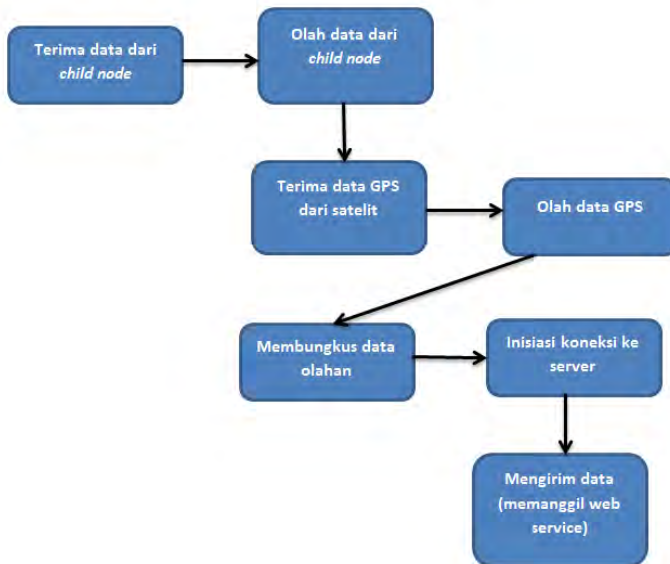 Terima data dari
child node
Olah data dari
child node
Terima data GPS
dari satelit
Olah data GPS
Membungkus data
olahan
Inisiasi koneksi ke
server
Mengirim data
(memanggil web
service)